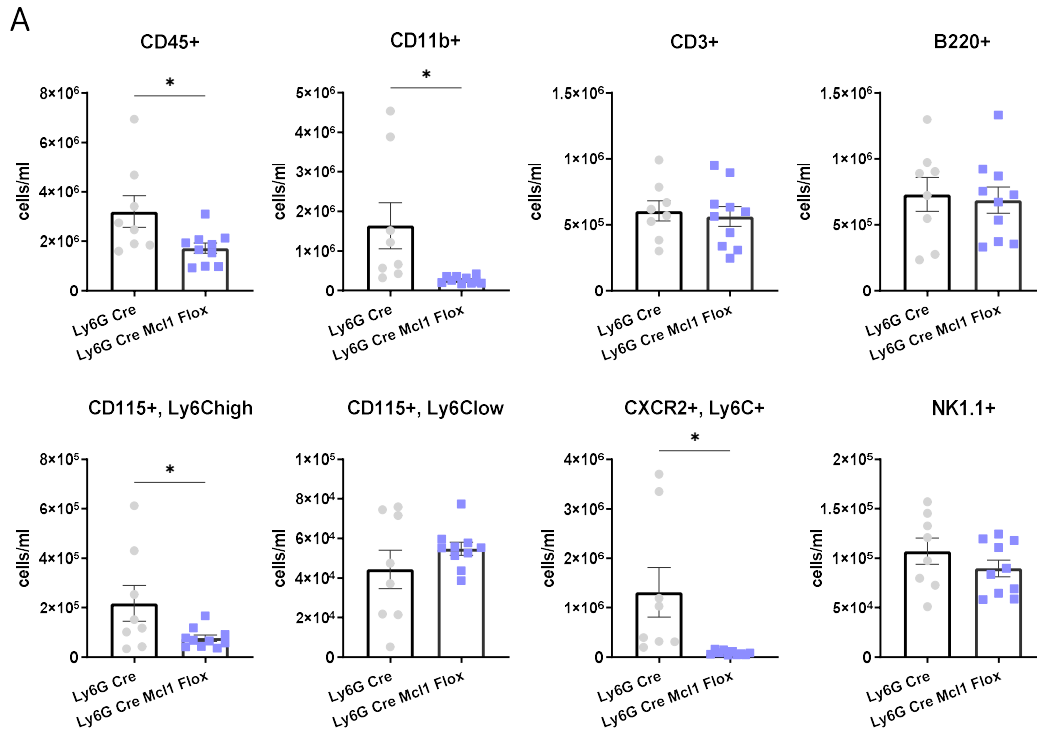 A
CD45+
CD11b+
CD3+
B220+
*
*
8×10⁶
6×10⁶
4×10⁶
2×10⁶
0
cells/ml
5×10⁶
4×10⁶
3×10⁶
2×10⁶
1×10⁶
0
cells/ml
1.5×10⁶
1×10⁶
5×10⁵
0
cells/ml
1.5×10⁶
1×10⁶
5×10⁵
0
cells/ml
Ly6G Cre
Ly6G Cre Mcl1 Flox
Ly6G Cre
Ly6G Cre Mcl1 Flox
Ly6G Cre
Ly6G Cre Mcl1 Flox
Ly6G Cre
Ly6G Cre Mcl1 Flox
CD115+, Ly6Chigh
CD115+, Ly6Clow
CXCR2+, Ly6C+
NK1.1+
*
*
8×10⁵
6×10⁵
4×10⁵
2×10⁵
0
cells/ml
1×10⁵
8×10⁴
6×10⁴
4×10⁴
2×10⁴
0
cells/ml
4×10⁶
3×10⁶
2×10⁶
1×10⁶
0
cells/ml
2×10⁵
2×10⁵
1×10⁵
5×10⁴
0
cells/ml
Ly6G Cre
Ly6G Cre Mcl1 Flox
Ly6G Cre
Ly6G Cre Mcl1 Flox
Ly6G Cre
Ly6G Cre Mcl1 Flox
Ly6G Cre
Ly6G Cre Mcl1 Flox